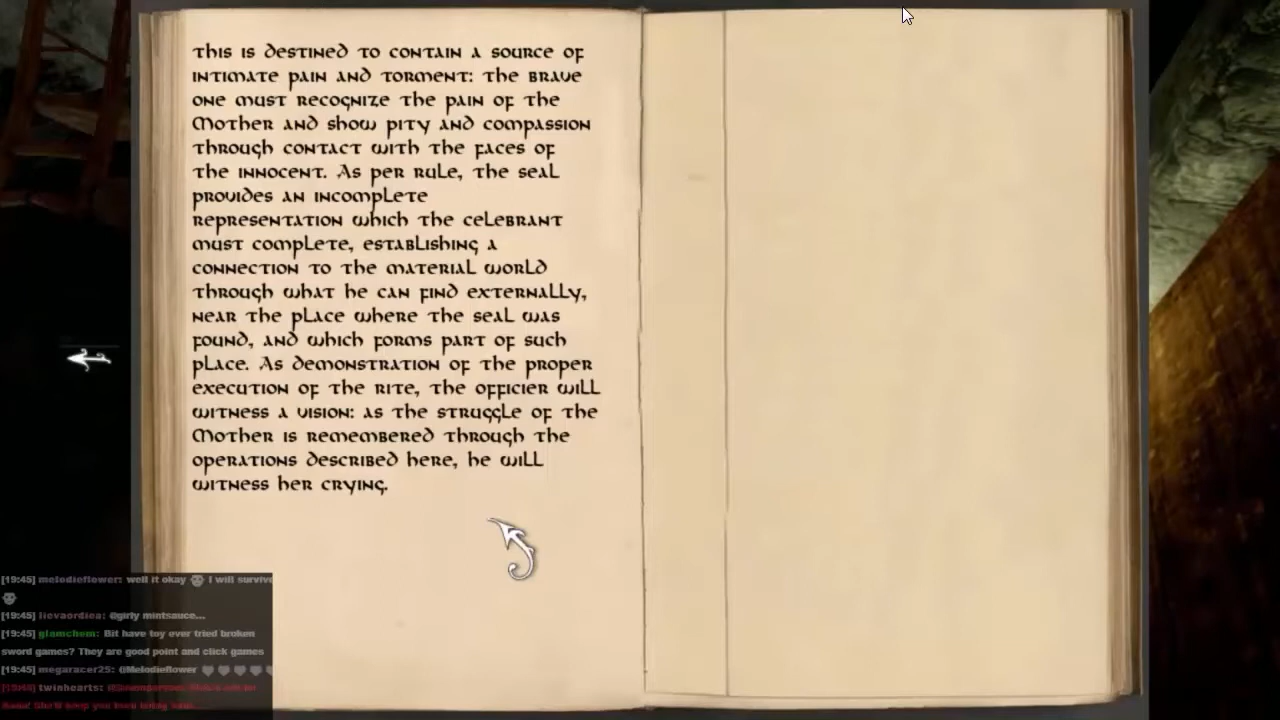 This is destined to contain a source of
intimate pain and torment: the brave
one must recognize the pain of the
Mother and show pity and compassion
through contact with the faces of
the innocent. As per rule, the seal
provides an incomplete
representation which the celebrant
must complete, establishing a
connection to the material world
through what he can find externally,
near the place where the seal was
found, and which forms part of such
place. As demonstration of the proper
execution of the rite, the officier will
witness a vision: as the struggle of the
Mother is remembered through the
operations described here, he will
witness her crying.
[19:45] melodieflower: well it okay I will survive
[19:45] lievaordiea: @girly mintsauce...
[19:45] glamchem: Bit have toy ever tried broken
sword games? They are good point and click games
[19:45] megaracer25: @Melodieflower
twinhearts: